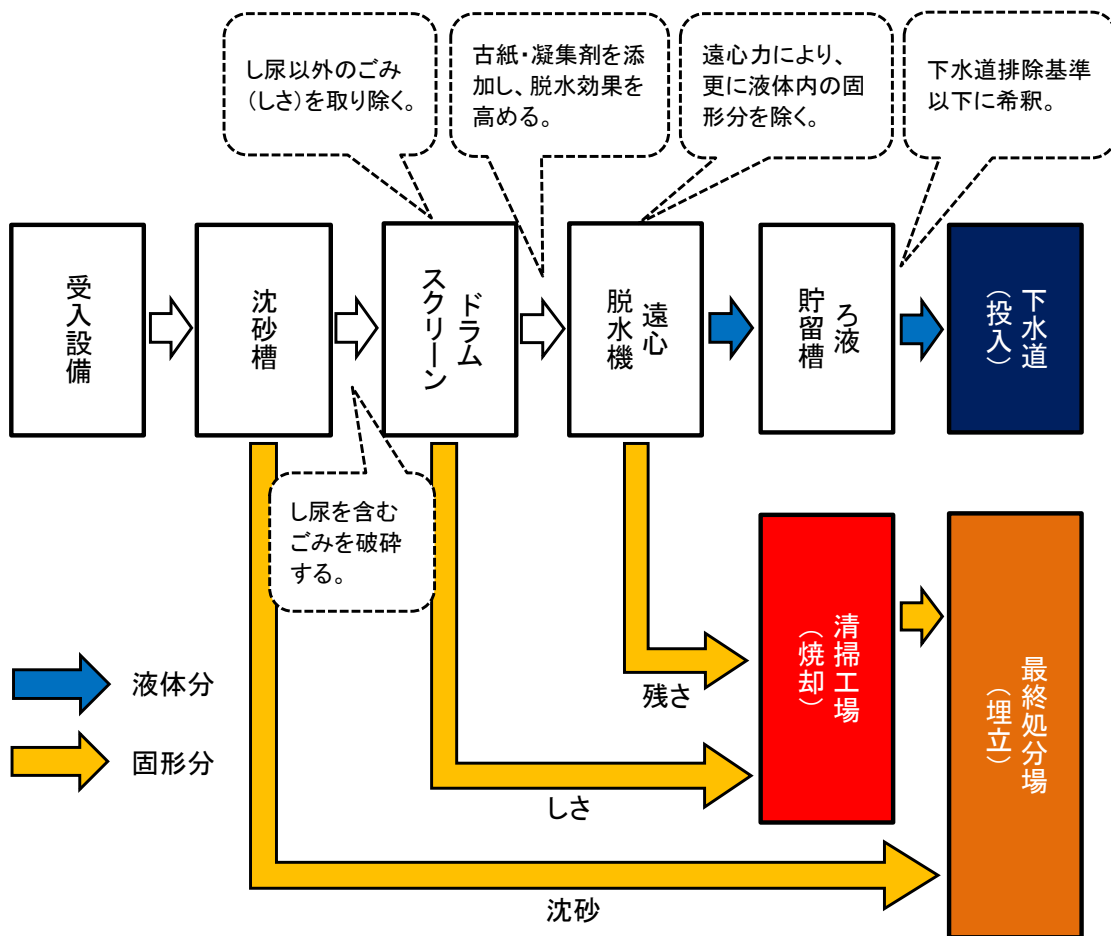 し尿以外のごみ
(しさ)を取り除く。
古紙・凝集剤を添
加し、脱水効果を
高める。
遠心力により、
更に液体内の固
形分を除く。
下水道排除基準
以下に希釈。
受入設備
沈砂槽
ドラム
スクリーン
遠心
脱水機
ろ液
貯留槽
下水道
(投入)
し尿を含む
ごみを破砕
する。
清掃工場
(焼却)
最終処分場
(埋立)
液体分
固形分
残さ
しさ
沈砂